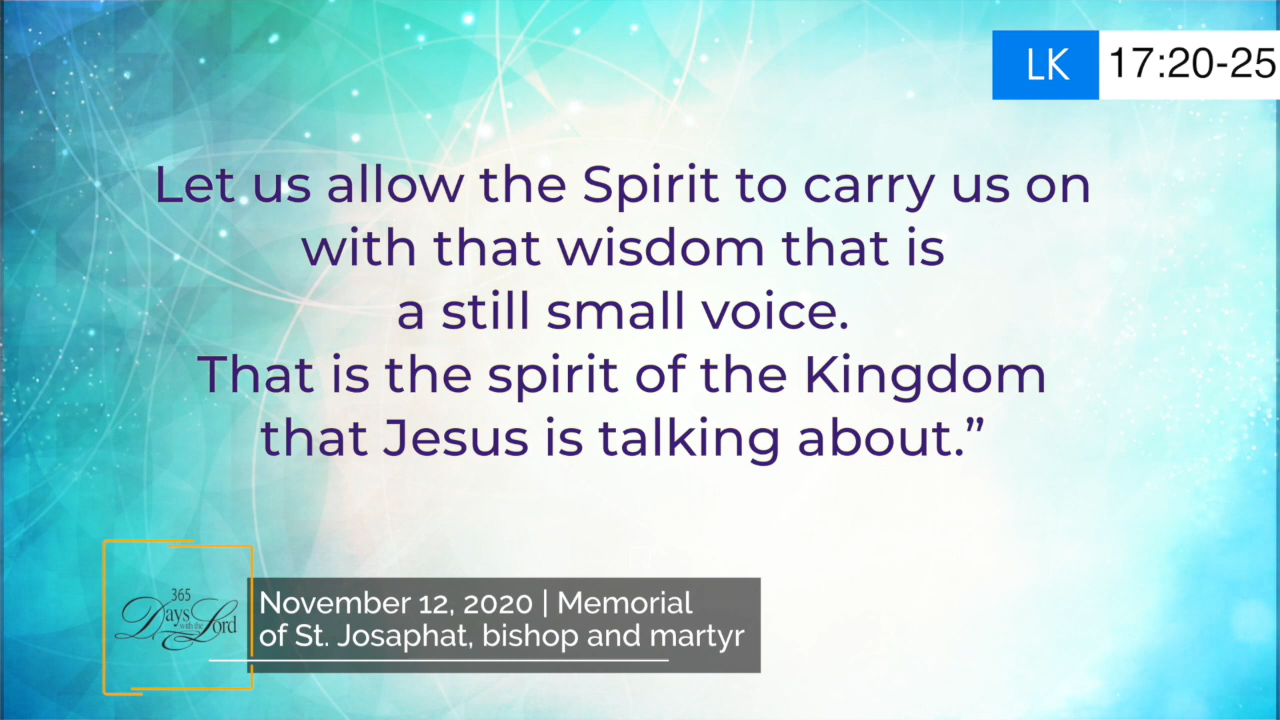 LK 17:20-25
Let us allow the Spirit to carry us on
with that wisdom that is
a still small voice.
That is the spirit of the Kingdom
that Jesus is talking about.”
365
Days with the Lord
November 12, 2020 | Memorial
of St. Josaphat, bishop and martyr